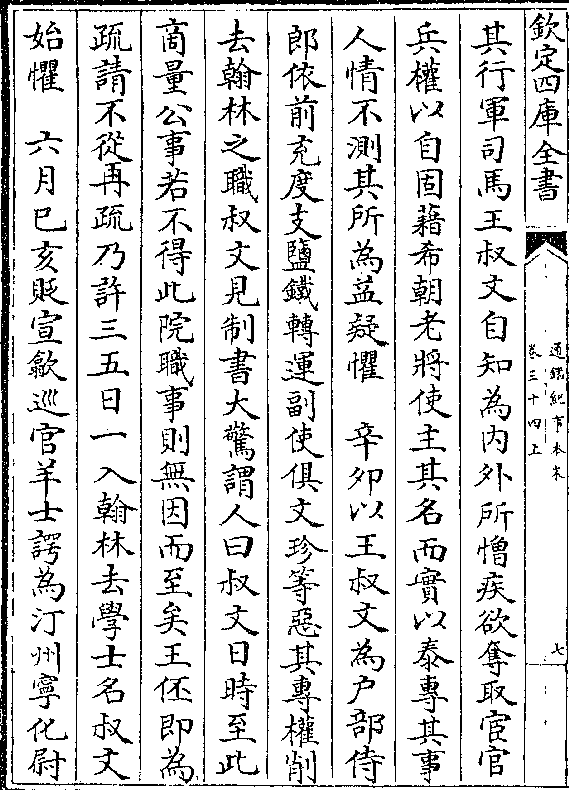 欽定四庫全書
通鑑紀事本末
卷三十四上
七
其行軍司馬王叔文自知為内外所憎疾欲奪取宦官
兵權以自固藉希朝老將使主其名而實以泰專其事
人情不測其所為益疑懼　辛夘以王叔文為户部侍
郎依前充度支鹽鐵轉運副使俱文珍等惡其專權削
去翰林之職叔文見制書大驚謂人曰叔文日時至此
商量公事若不得此院職事則無因而至矣王伾即為
疏請不從再疏乃許三五日一入翰林去學士名叔文
始懼　六月已亥貶宣歙巡官羊士諤為汀州寧化尉